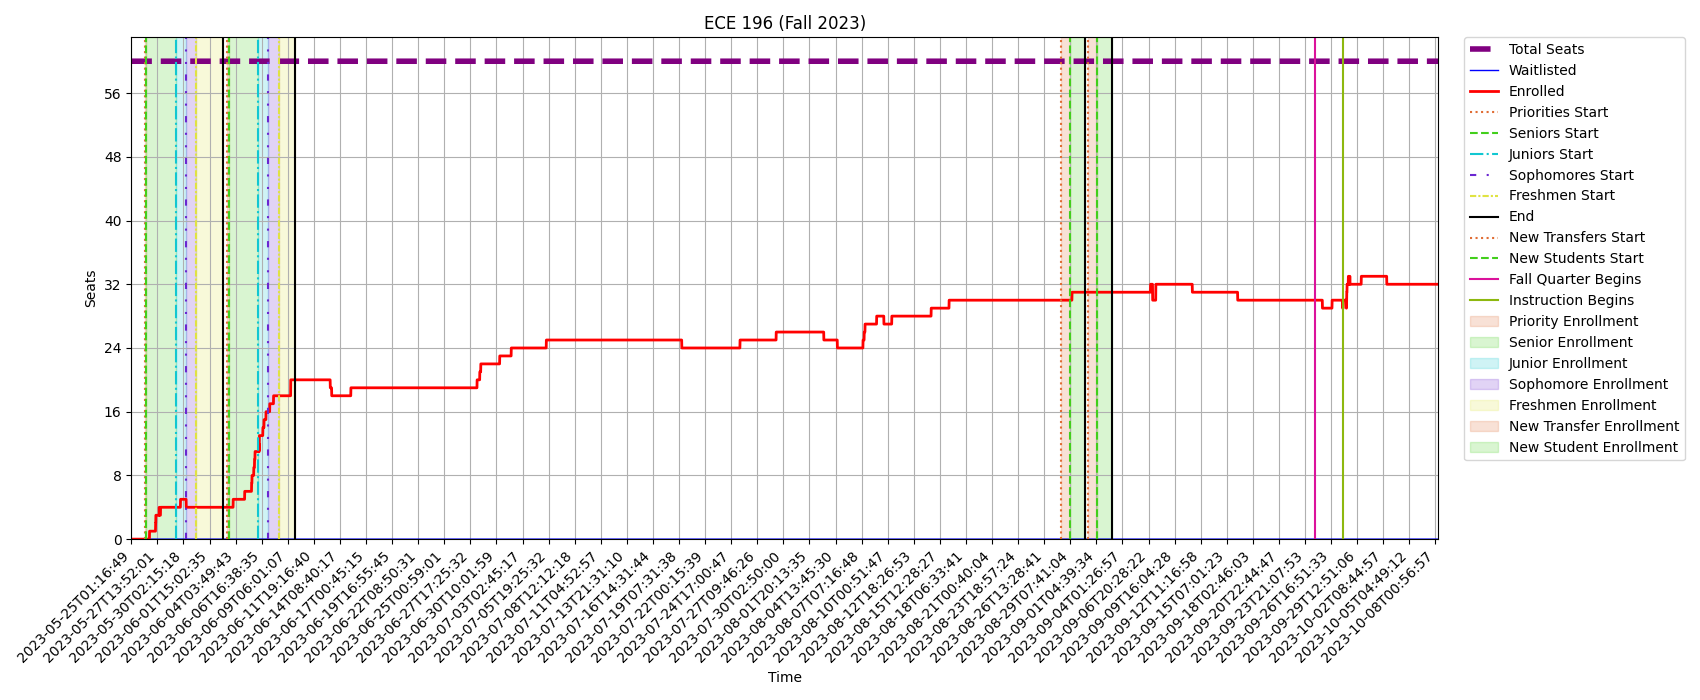 ECE 196 (Fall 2023)
Seats
56
48
40
32
24
16
8
0
2023-05-25T01:16:49
2023-05-27T13:52:01
2023-05-30T02:15:18
2023-06-01T15:02:35
2023-06-04T03:49:43
2023-06-06T16:38:35
2023-06-09T06:01:07
2023-06-11T19:16:40
2023-06-14T08:40:17
2023-06-17T00:45:15
2023-06-19T16:55:45
2023-06-22T08:50:31
2023-06-25T00:59:01
2023-06-27T17:25:32
2023-06-30T10:01:59
2023-07-03T02:45:17
2023-07-05T19:25:32
2023-07-08T12:12:18
2023-07-11T04:52:57
2023-07-13T21:31:10
2023-07-16T14:31:44
2023-07-19T07:31:38
2023-07-22T00:15:39
2023-07-24T17:00:47
2023-07-27T09:46:26
2023-07-30T02:50:00
2023-08-01T20:13:35
2023-08-04T13:45:30
2023-08-07T07:16:48
2023-08-10T00:51:47
2023-08-12T18:26:53
2023-08-15T12:28:27
2023-08-18T06:33:41
2023-08-21T00:40:04
2023-08-23T18:57:24
2023-08-26T13:28:41
2023-08-29T07:41:04
2023-09-01T04:39:34
2023-09-04T01:26:57
2023-09-06T20:28:22
2023-09-09T16:04:28
2023-09-12T11:16:58
2023-09-15T07:01:23
2023-09-18T02:46:03
2023-09-20T22:44:47
2023-09-23T21:07:53
2023-09-26T16:51:33
2023-09-29T12:51:06
2023-10-02T08:44:57
2023-10-05T04:49:12
2023-10-08T00:56:57
Time
Total Seats
Waitlisted
Enrolled
Priorities Start
Seniors Start
Juniors Start
Sophomores Start
Freshmen Start
End
New Transfers Start
New Students Start
Fall Quarter Begins
Instruction Begins
Priority Enrollment
Senior Enrollment
Junior Enrollment
Sophomore Enrollment
Freshmen Enrollment
New Transfer Enrollment
New Student Enrollment